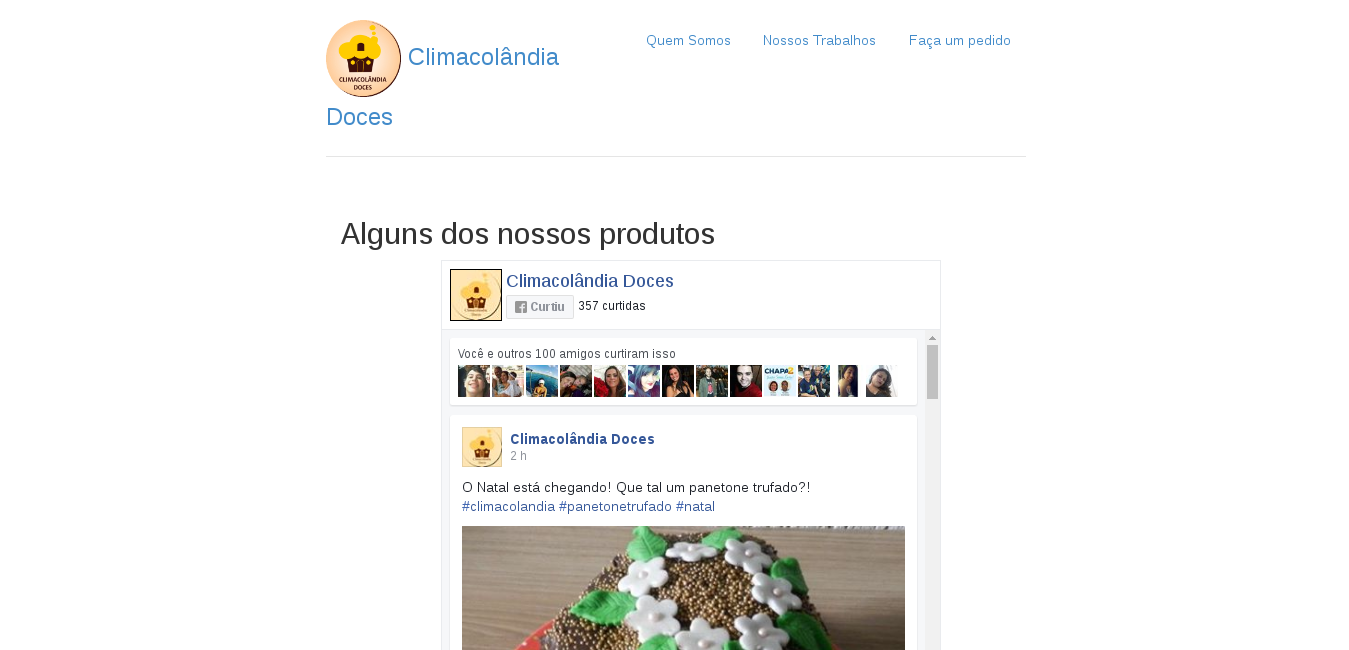 CLIMACOLÂNDIA
DOCES
Climacolândia
Doces
Quem Somos
Nossos Trabalhos
Faça um pedido
Alguns dos nossos produtos
Climacolândia Doces
Curtiu
357 curtidas
Você e outros 100 amigos curtiram isso
CHAPA
Climacolândia Doces
2 h
O Natal está chegando! Que tal um panetone trufado?!
#climacolandia #panetonetrufado #natal